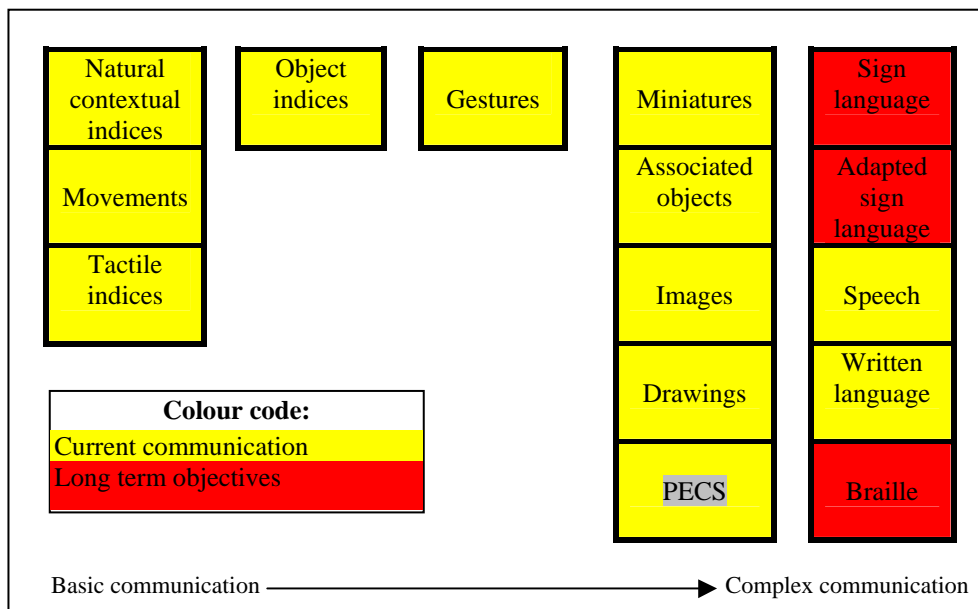 Natural
contextual
indices
Movements
Tactile
indices
Object
indices
Gestures
Miniatures
Associated
objects
Images
Drawings
PECS
Sign
language
Adapted
sign
language
Speech
Written
language
Braille
Colour code:
Current communication
Long term objectives
Basic communication
Complex communication